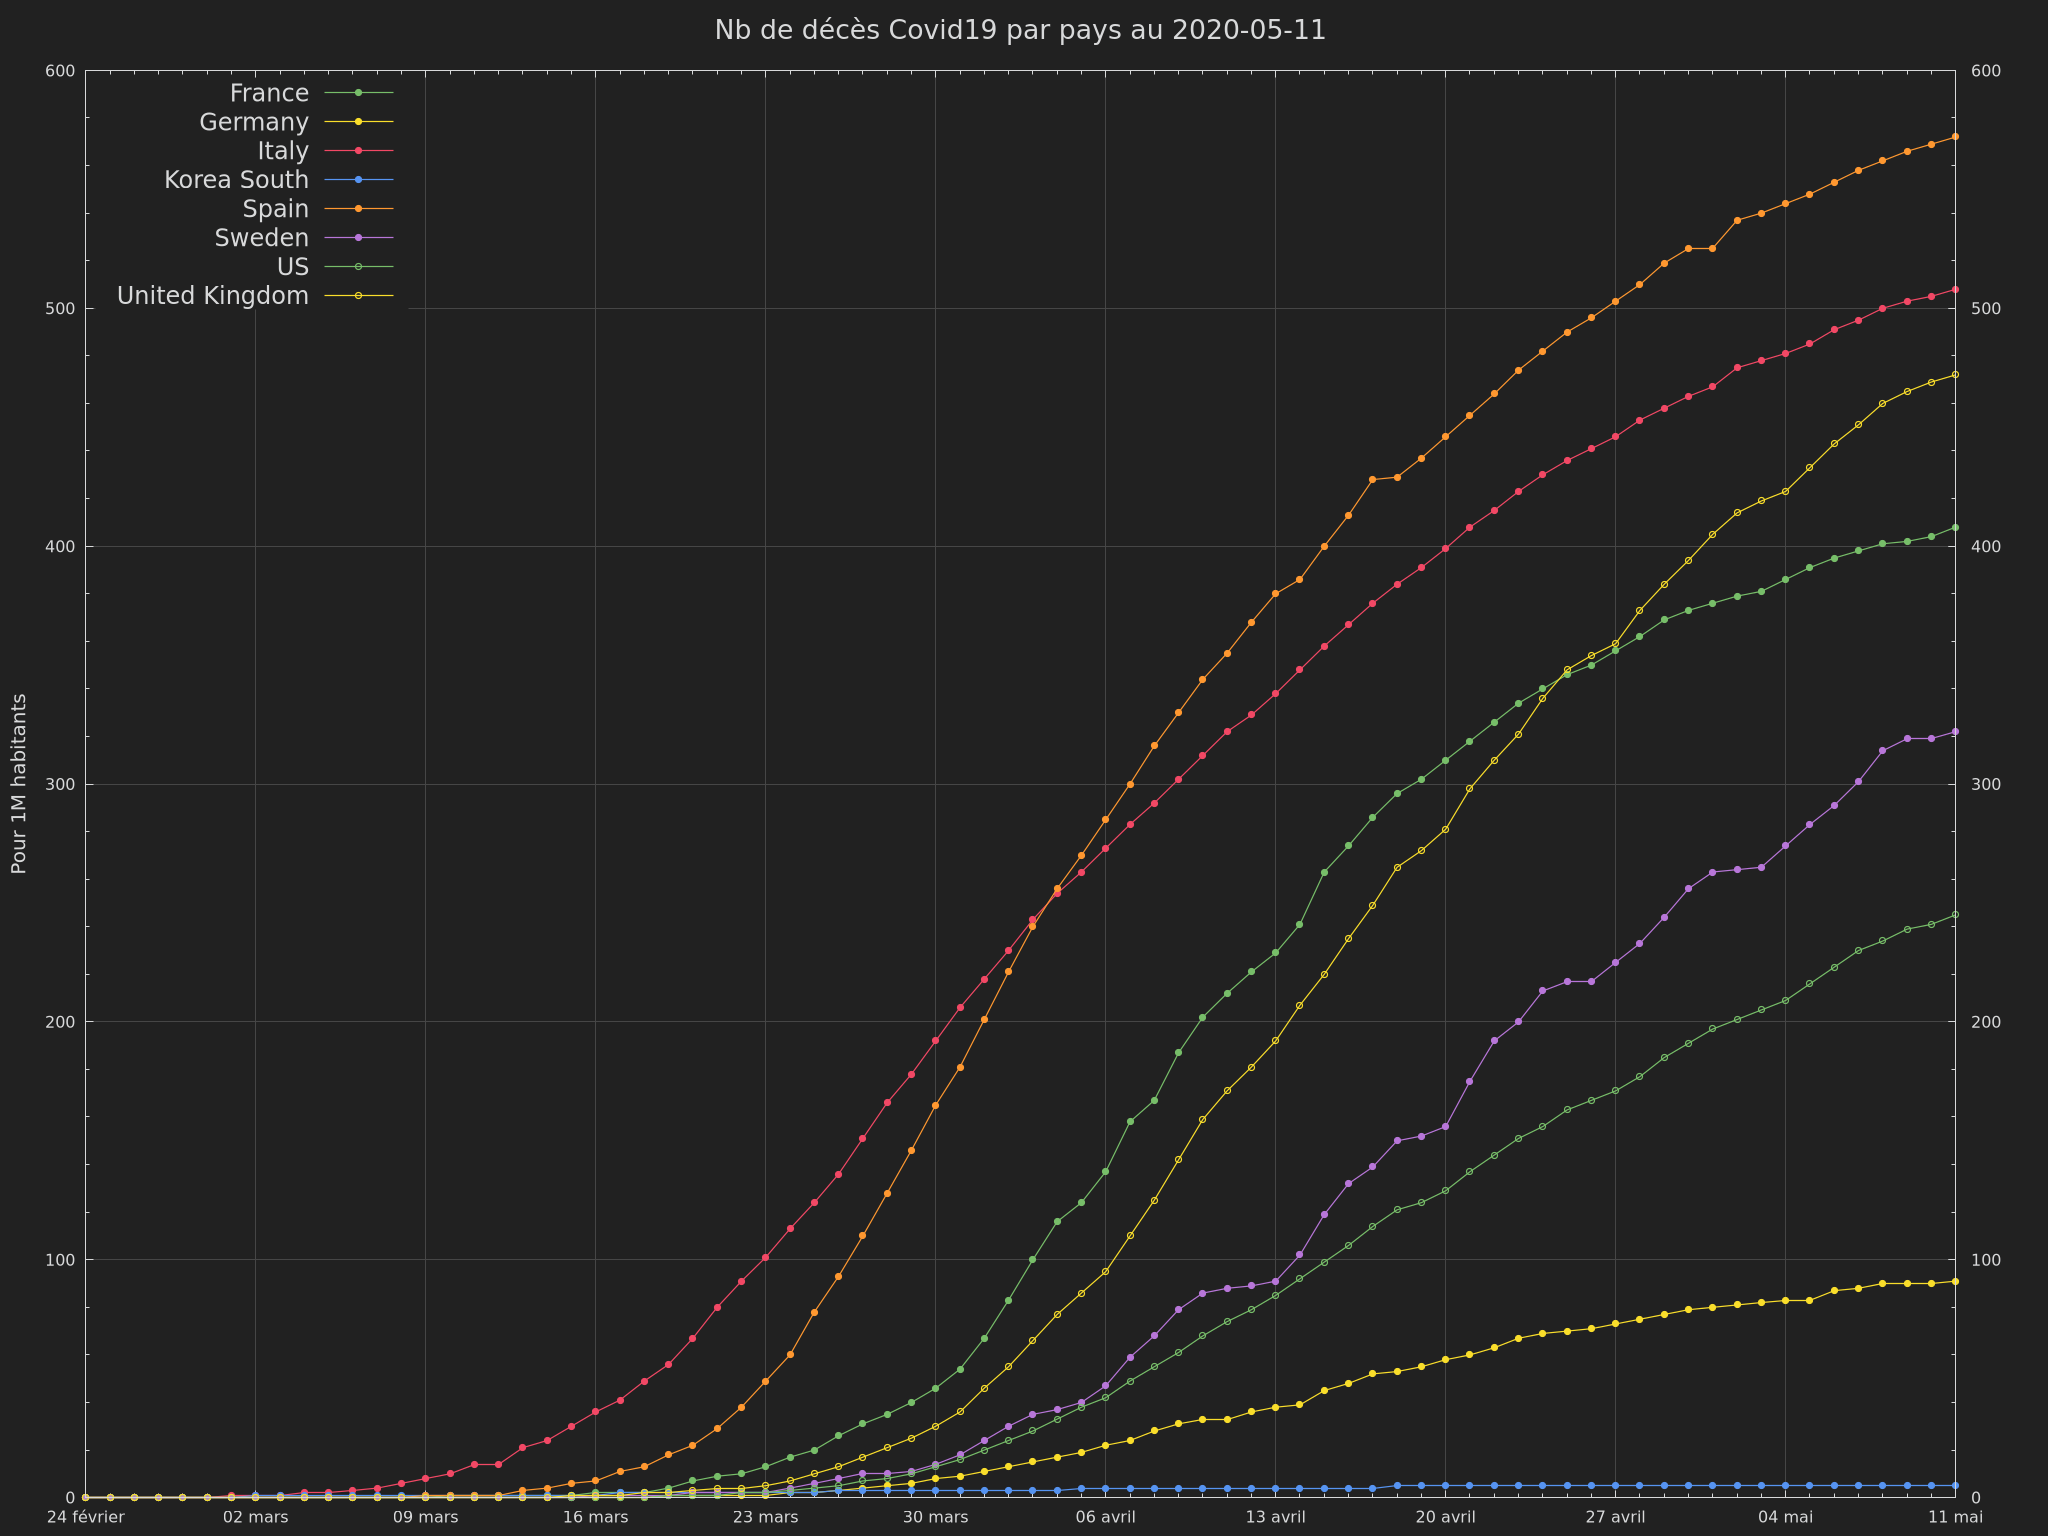 Nb de décès Covid19 par pays au 2020-05-11
600 600
France
Germany
Italy
Korea South
Spain
Sweden
US
United Kingdom
500 500
400 400
300 300
200 200
100 100
0 0
Pour 1M habitants
24 février 02 mars 09 mars 16 mars 23 mars 30 mars 06 avril 13 avril 20 avril 27 avril 04 mai 11 mai